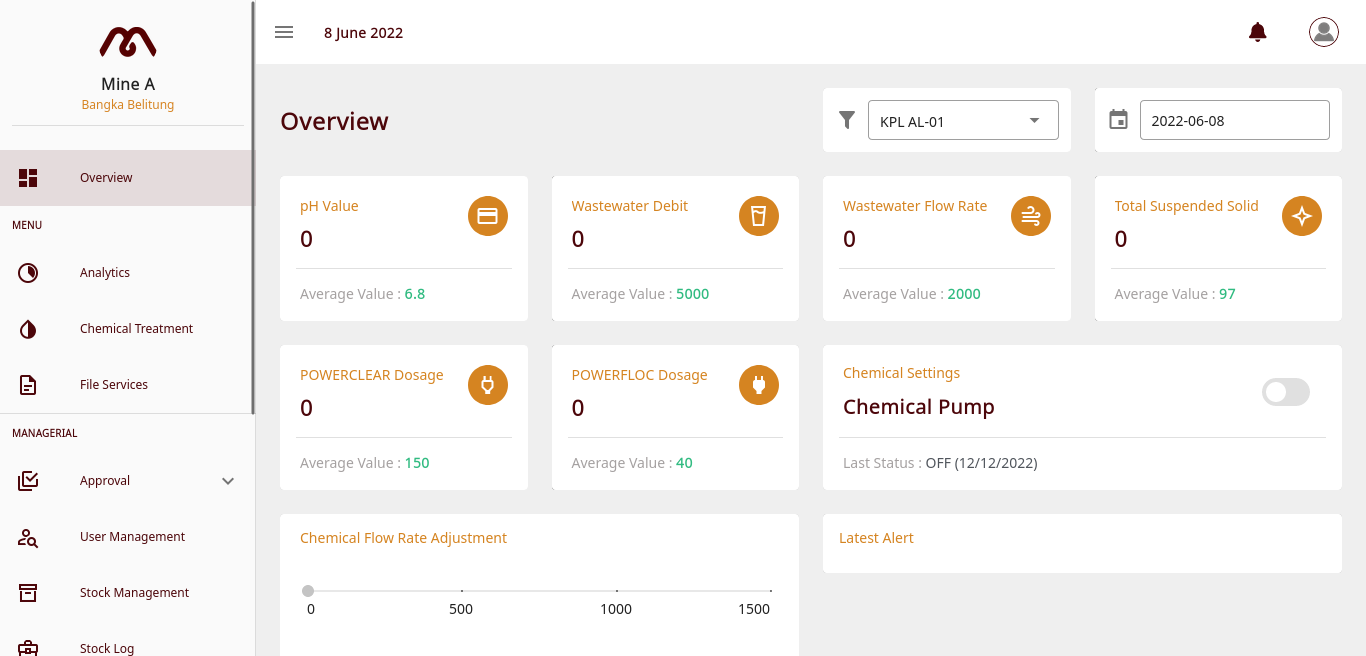 Mine A
Bangka Belitung
Overview
MENU
Analytics
Chemical Treatment
File Services
MANAGERIAL
Approval
User Management
Stock Management
Stock Log
8 June 2022
Overview
KPL AL-01
2022-06-08
pH Value
0
Average Value : 6.8
Wastewater Debit
0
Average Value : 5000
Wastewater Flow Rate
0
Average Value : 2000
Total Suspended Solid
0
Average Value : 97
POWERCLEAR Dosage
0
Average Value : 150
POWERFLOC Dosage
0
Average Value : 40
Chemical Settings
Chemical Pump
Last Status : OFF (12/12/2022)
Chemical Flow Rate Adjustment
0 500 1000 1500
Latest Alert